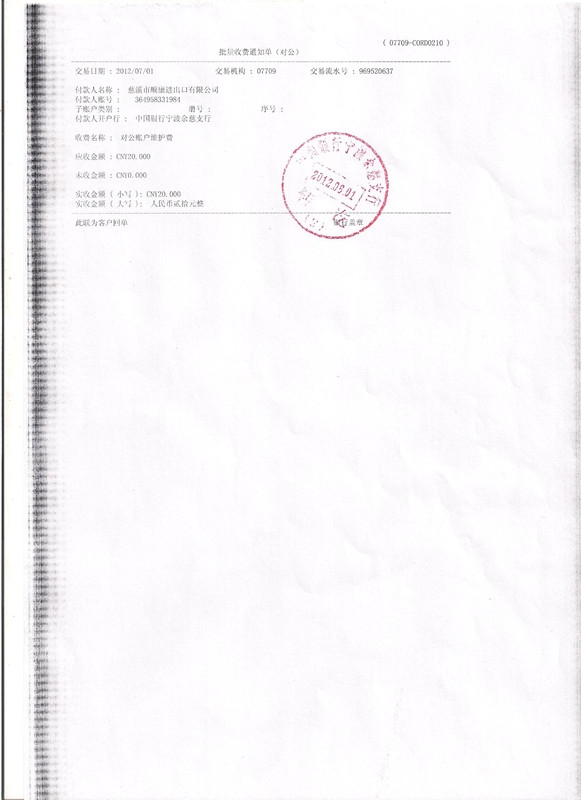 ( 07709-CORD0210 )
批量收费通知单（对公）
交易日期 : 2012/07/01 交易机构 : 07709 交易流水号 : 969520637
付款人名称 : 慈溪市顺康进出口有限公司
付款人账号 : 364958331984
子账户类别 : 册号 : 序号 :
付款人开户行 : 中国银行宁波余慈支行
收费名称 : 对公账户维护费
应收金额 : CNY20.000
未收金额 : CNY0.000
实收金额 ( 小写 ): CNY20.000
实收金额 ( 大写 ): 人民币贰拾元整
此联为客户回单 银行盖章
银行宁波余慈支行
2012.08.01